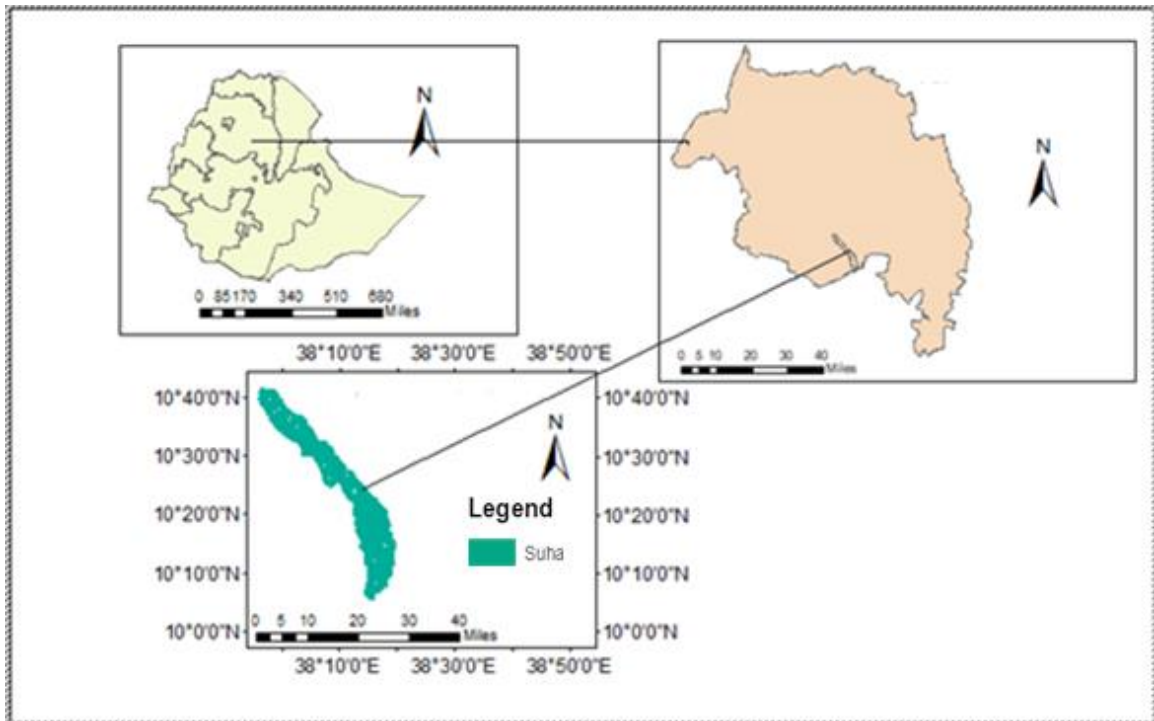 N
0 85170 340 510 680
Miles
N
0 5 10 20 30 40
Miles
38°10'0"E 38°30'0"E 38°50'0"E
10°40'0"N 10°40'0"N
N
10°30'0"N 10°30'0"N
Legend
10°20'0"N 10°20'0"N
Suha
10°10'0"N 10°10'0"N
0 5 10 20 30 40
10°0'0"N Miles 10°0'0"N
38°10'0"E 38°30'0"E 38°50'0"E